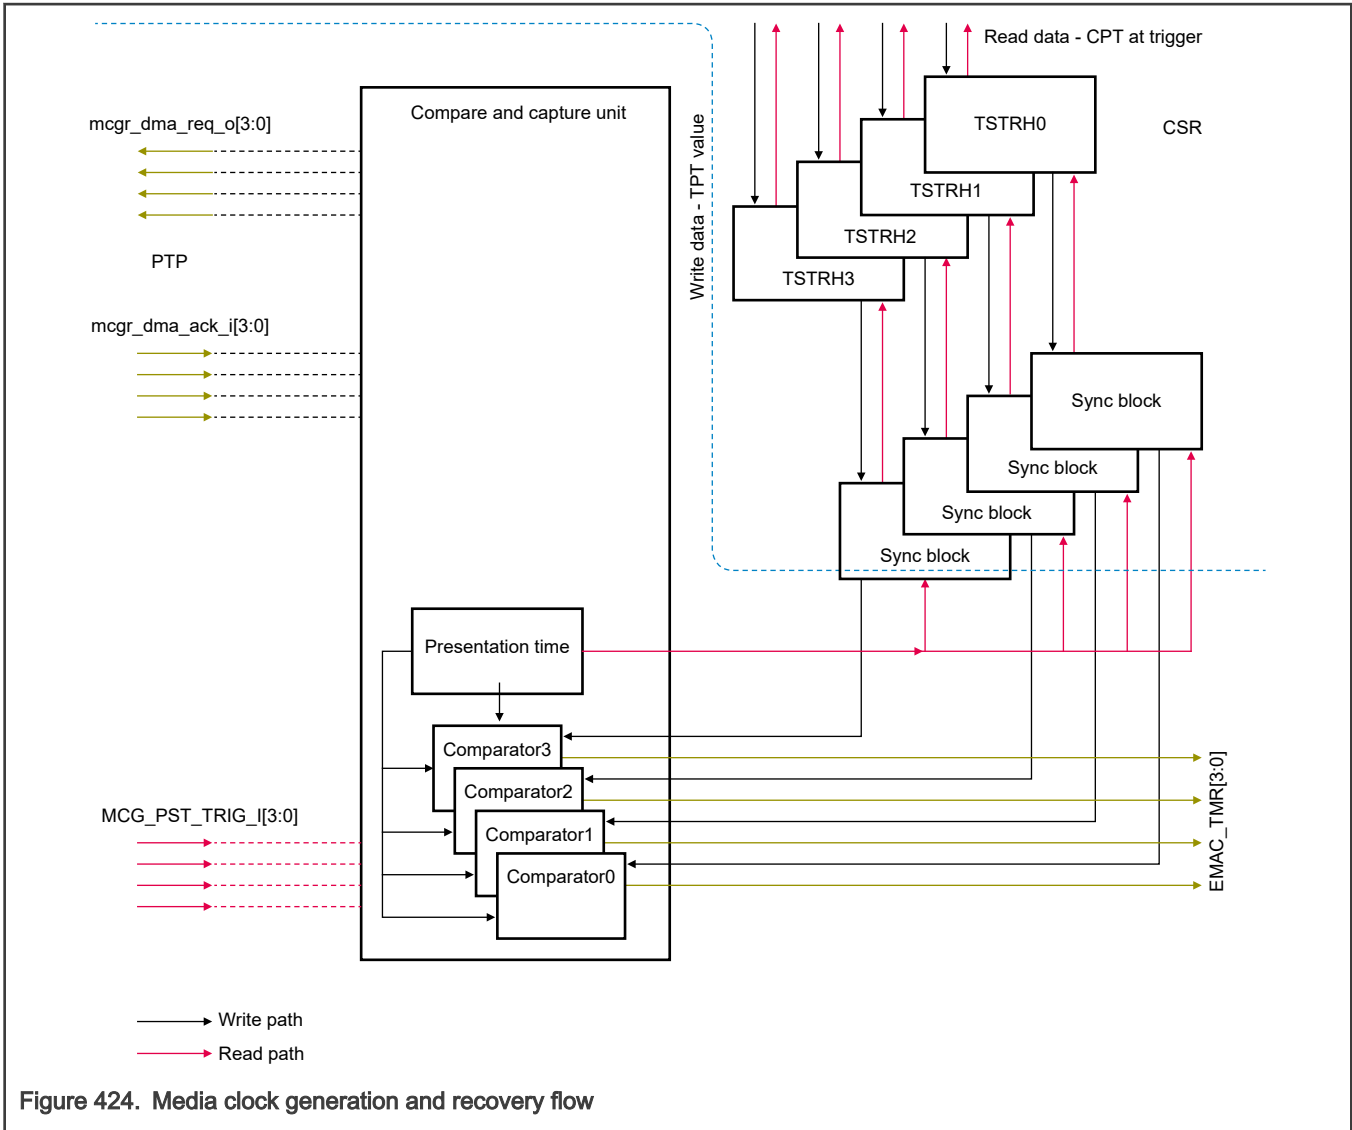 Read data - CPT at trigger
mcgr_dma_req_o[3:0]
Compare and capture unit
Write data - TPT value
TSTRH0
CSR
TSTRH1
TSTRH2
TSTRH3
PTP
mcgr_dma_ack_i[3:0]
Sync block
Sync block
Sync block
Sync block
Presentation time
Comparator3
Comparator2
Comparator1
Comparator0
MCG_PST_TRIG_I[3:0]
EMAC_TMR[3:0]
Write path
Read path
Figure 424. Media clock generation and recovery flow